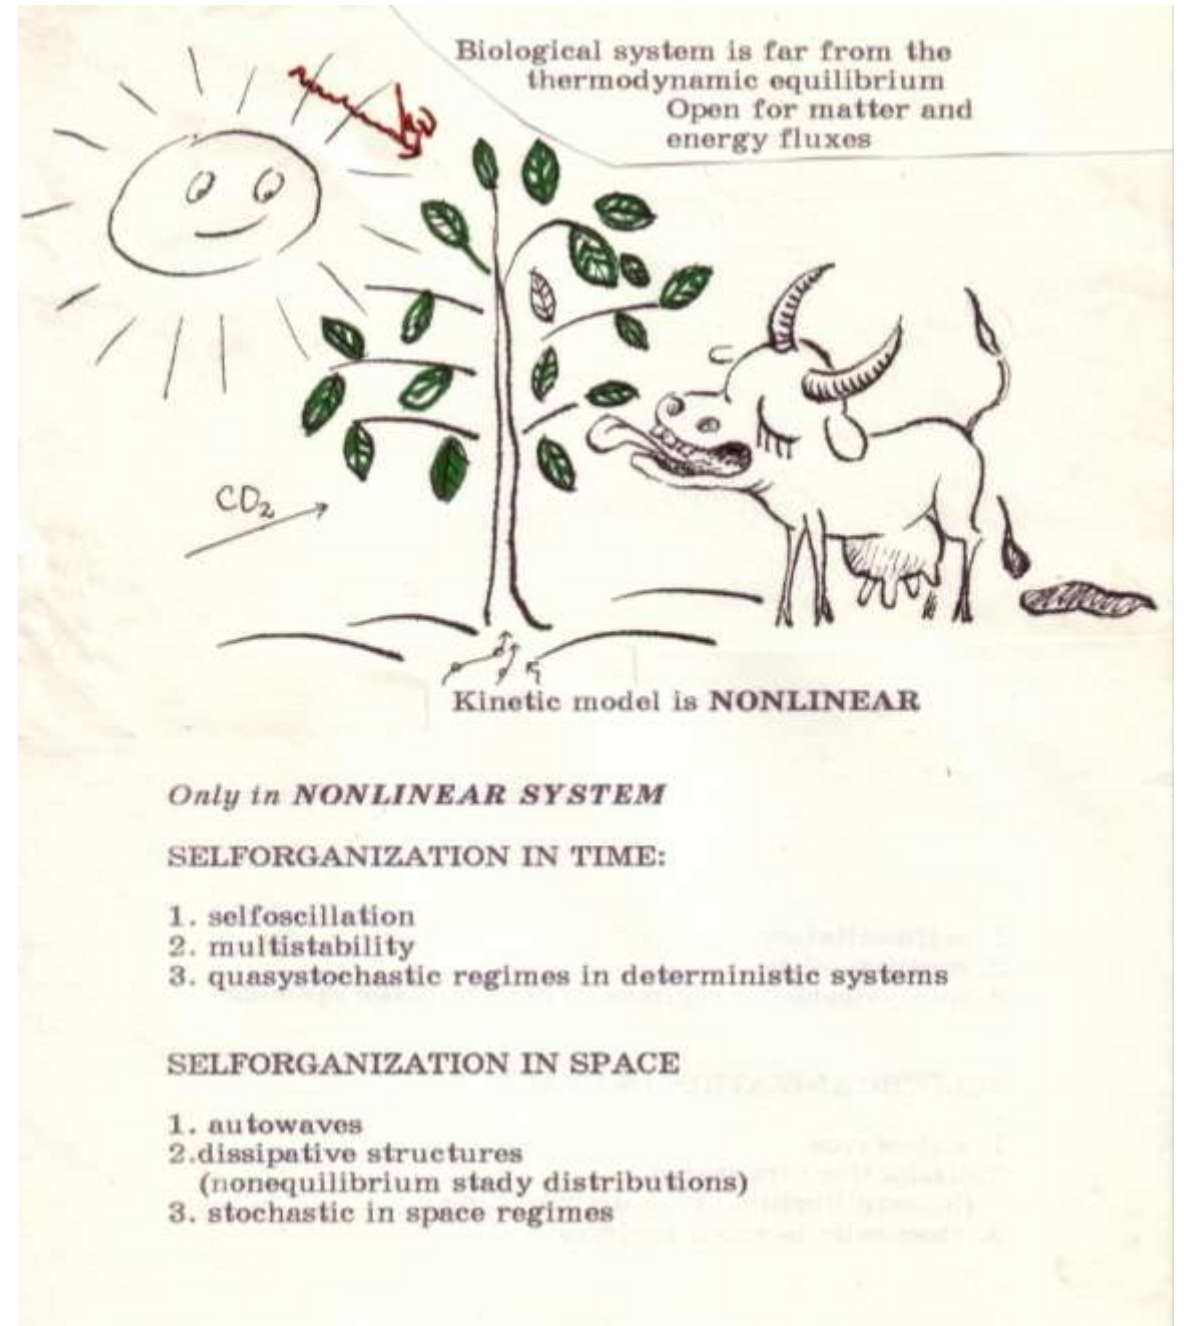 Biological system is far from the
thermodynamic equilibrium
Open for matter and
energy fluxes
CO2
Kinetic model is NONLINEAR
Only in NONLINEAR SYSTEM
SELFORGANIZATION IN TIME:
1. selfoscillation
2. multistability
3. quasystochastic regimes in deterministic systems
SELFORGANIZATION IN SPACE
1. autowaves
2.dissipative structures
(nonequilibrium stady distributions)
3. stochastic in space regimes